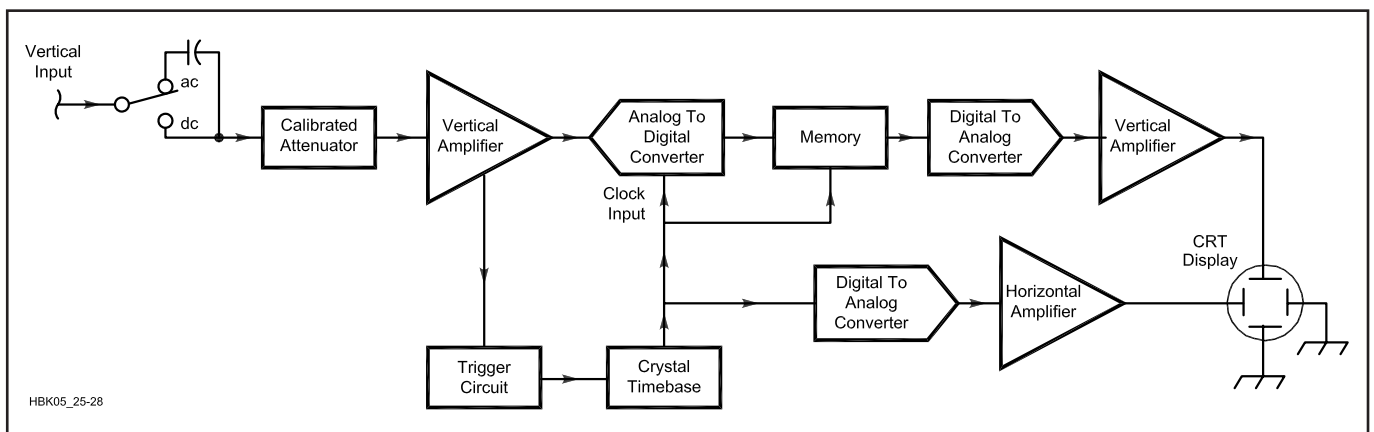 Vertical
Input
ac
dc
Calibrated
Attenuator
Vertical
Amplifier
Analog To
Digital
Converter
Memory
Digital To
Analog
Converter
Vertical
Amplifier
Clock
Input
CRT
Display
Digital To
Analog
Converter
Horizontal
Amplifier
Trigger
Circuit
Crystal
Timebase
HBK05_25-28